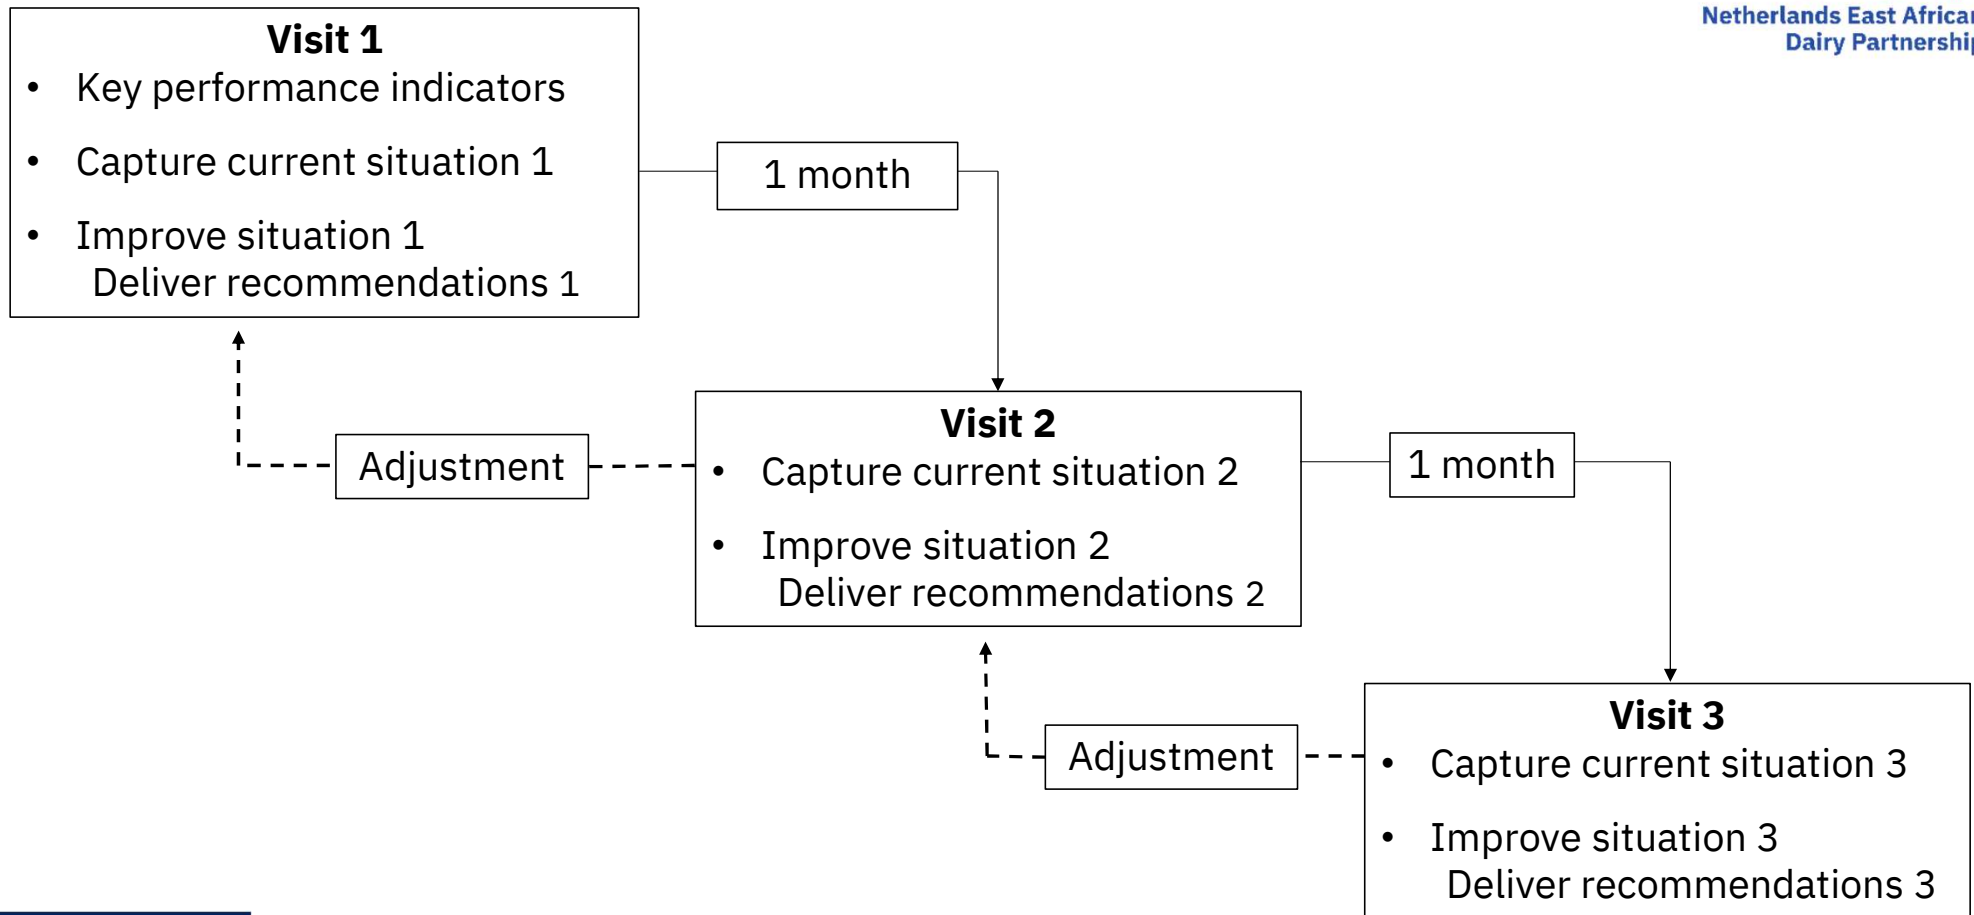 Netherlands East African
Dairy Partnership
Visit 1
• Key performance indicators
• Capture current situation 1
• Improve situation 1
Deliver recommendations 1
1 month
Adjustment
Visit 2
• Capture current situation 2
• Improve situation 2
Deliver recommendations 2
1 month
Adjustment
Visit 3
• Capture current situation 3
• Improve situation 3
Deliver recommendations 3